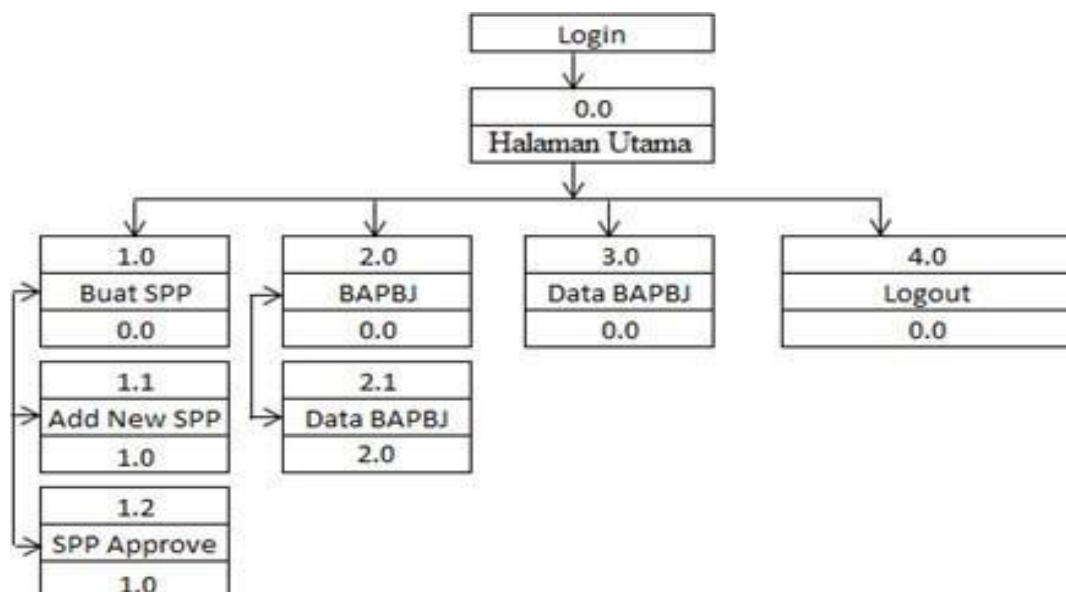 Login
0.0
Halaman Utama
1.0
Buat SPP
0.0
2.0
BAPBJ
0.0
3.0
Data BAPBJ
0.0
4.0
Logout
0.0
1.1
Add New SPP
1.0
2.1
Data BAPBJ
2.0
1.2
SPP Approve
1.0